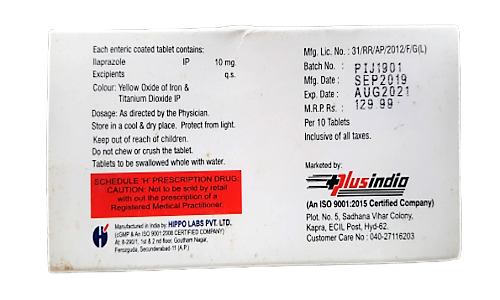 Each enteric coated tablet contains:
Ilaprazole IP 10 mg.
Excipients q.s.
Colour: Yellow Oxide of Iron &
Titanium Dioxide IP
Dosage: As directed by the Physician.
Store in a cool & dry place. Protect from light.
Keep out of reach of children.
Do not chew or crush the tablet.
Tablets to be swallowed whole with water.
SCHEDULE 'H' PRESCRIPTION DRUG
CAUTION: Not to be sold by retail
with out the prescription of a
Registered Medical Practitioner.
Manufactured in India by: HIPPO LABS PVT. LTD.
(cGMP & An ISO 9001:2008 CERTIFIED COMPANY)
At: 8-290/1, 1st & 2 nd floor, Goutham Nagar,
Ferozguda, Secunderabad-11 (A.P.)
Mfg. Lic. No. : 31/RR/AP/2012/F/G(L)
Batch No. : PIJ1901
Mfg. Date : SEP2019
Exp. Date : AUG2021
M.R.P. Rs : 129 99
Per 10 Tablets
Inclusive of all taxes.
Marketed by:
plusindia
(An ISO 9001:2015 Certified Company)
Plot. No. 5, Sadhana Vihar Colony,
Kapra, ECIL Post, Hyd-62.
Customer Care No : 040-27116203